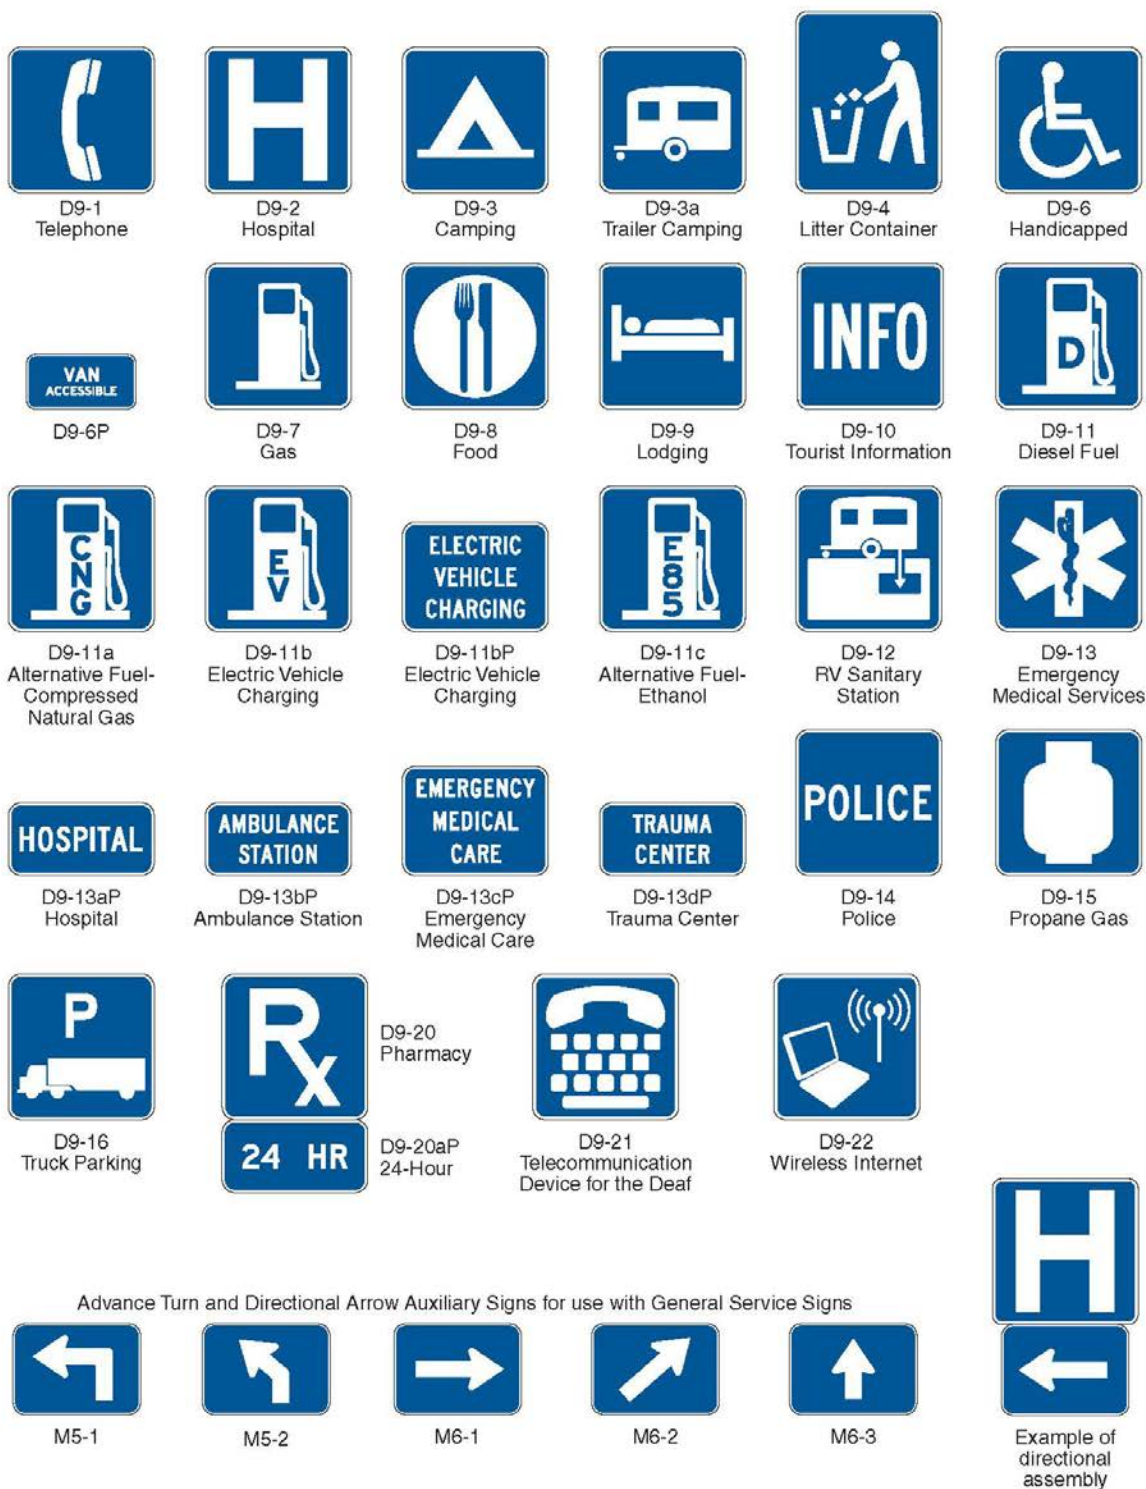 H
D9-1
Telephone
D9-2
Hospital
D9-3
Camping
D9-3a
Trailer Camping
D9-4
Litter Container
D9-6
Handicapped
VAN
ACCESSIBLE
D9-6P
D9-7
Gas
D9-8
Food
D9-9
Lodging
INFO
D9-10
Tourist Information
D
D9-11
Diesel Fuel
CNG
D9-11a
Alternative Fuel-
Compressed
Natural Gas
EV
D9-11b
Electric Vehicle
Charging
ELECTRIC
VEHICLE
CHARGING
D9-11bP
Electric Vehicle
Charging
E85
D9-11c
Alternative Fuel-
Ethanol
D9-12
RV Sanitary
Station
D9-13
Emergency
Medical Services
HOSPITAL
D9-13aP
Hospital
AMBULANCE
STATION
D9-13bP
Ambulance Station
EMERGENCY
MEDICAL
CARE
D9-13cP
Emergency
Medical Care
TRAUMA
CENTER
D9-13dP
Trauma Center
POLICE
D9-14
Police
D9-15
Propane Gas
P
D9-16
Truck Parking
Rx
D9-20
Pharmacy
24 HR
D9-20aP
24-Hour
D9-21
Telecommunication
Device for the Deaf
D9-22
Wireless Internet
Advance Turn and Directional Arrow Auxiliary Signs for use with General Service Signs
M5-1
M5-2
M6-1
M6-2
M6-3
H
Example of
directional
assembly